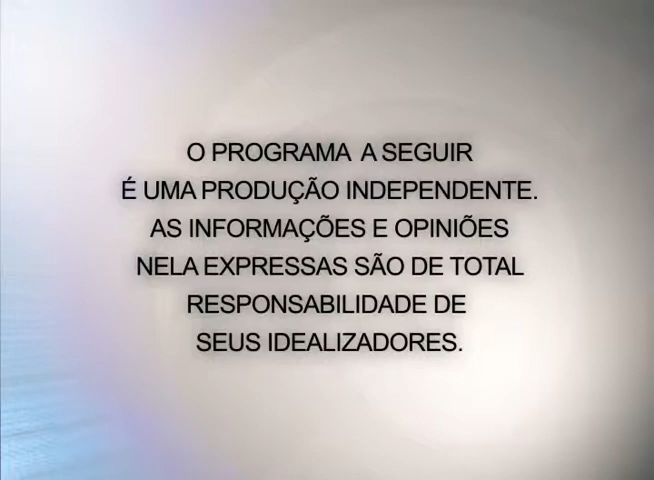 O PROGRAMA A SEGUIR
É UMA PRODUÇÃO INDEPENDENTE.
AS INFORMAÇÕES E OPINIÕES
NELA EXPRESSAS SÃO DE TOTAL
RESPONSABILIDADE DE
SEUS IDEALIZADORES.